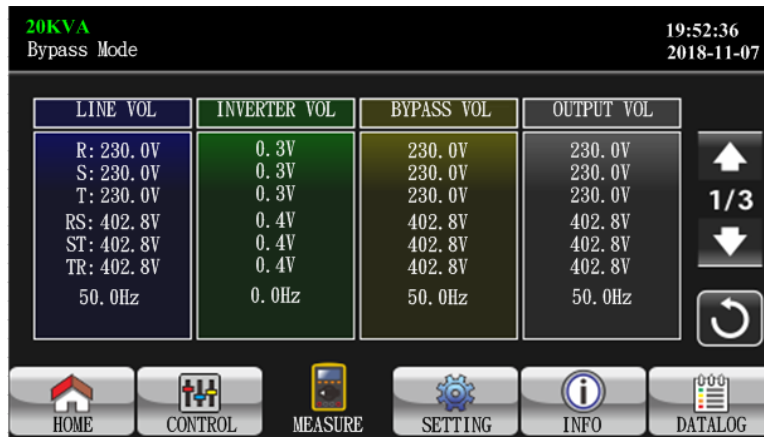 20KVA
Bypass Mode
19:52:36
2018-11-07
LINE VOL INVERTER VOL BYPASS VOL OUTPUT VOL
R: 230.0V 0.3V 230.0V 230.0V
S: 230.0V 0.3V 230.0V 230.0V
T: 230.0V 0.3V 230.0V 230.0V
RS: 402.8V 0.4V 402.8V 402.8V
ST: 402.8V 0.4V 402.8V 402.8V
TR: 402.8V 0.4V 402.8V 402.8V
50.0Hz 0.0Hz 50.0Hz 50.0Hz
1/3
HOME CONTROL MEASURE SETTING INFO DATALOG